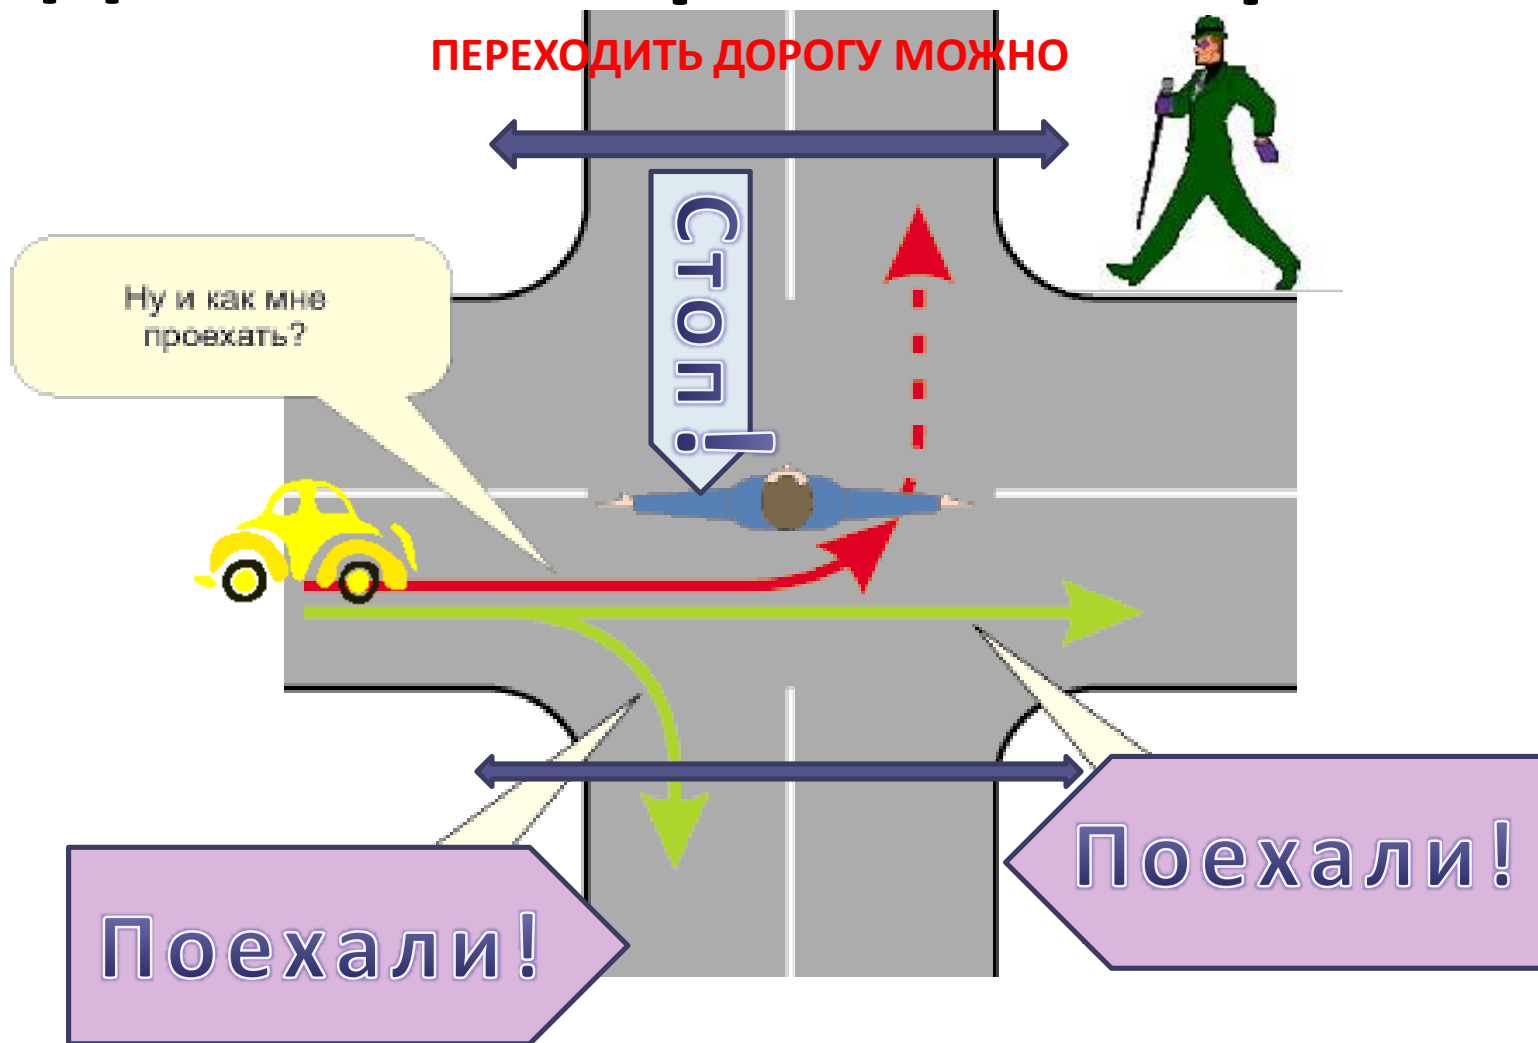 ПЕРЕХОДИТЬ ДОРОГУ МОЖНО
Стоп!
Ну и как мне
проехать?
Поехали!
Поехали!